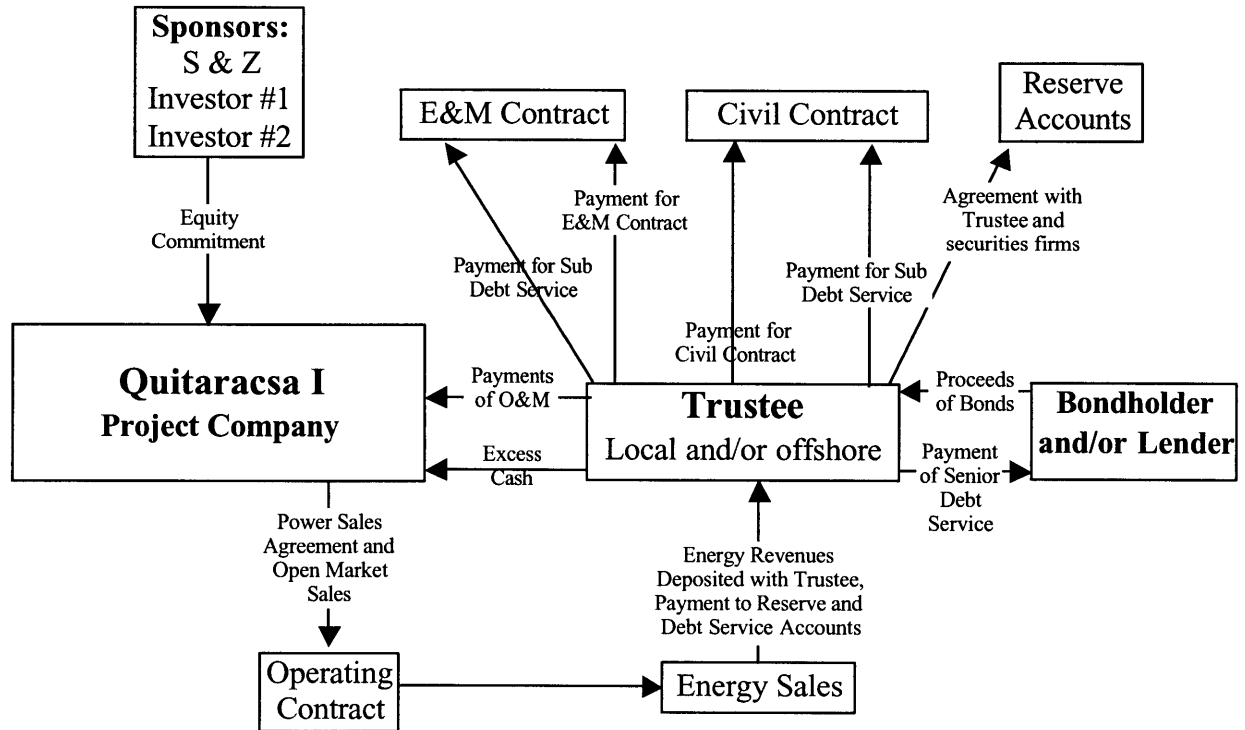 Sponsors:
S & Z
Investor #1
Investor #2
E&M Contract
Civil Contract
Reserve
Accounts
Equity
Commitment
Payment for
E&M Contract
Agreement with
Trustee and
securities firms
Payment for Sub
Debt Service
Payment for Sub
Debt Service
Payment for
Civil Contract
Quitaracsa I
Project Company
Payments
of O&M
Excess
Cash
Trustee
Local and/or offshore
Proceeds
of Bonds
Payment
of Senior
Debt
Service
Bondholder
and/or Lender
Power Sales
Agreement and
Open Market
Sales
Energy Revenues
Deposited with Trustee,
Payment to Reserve and
Debt Service Accounts
Operating
Contract
Energy Sales